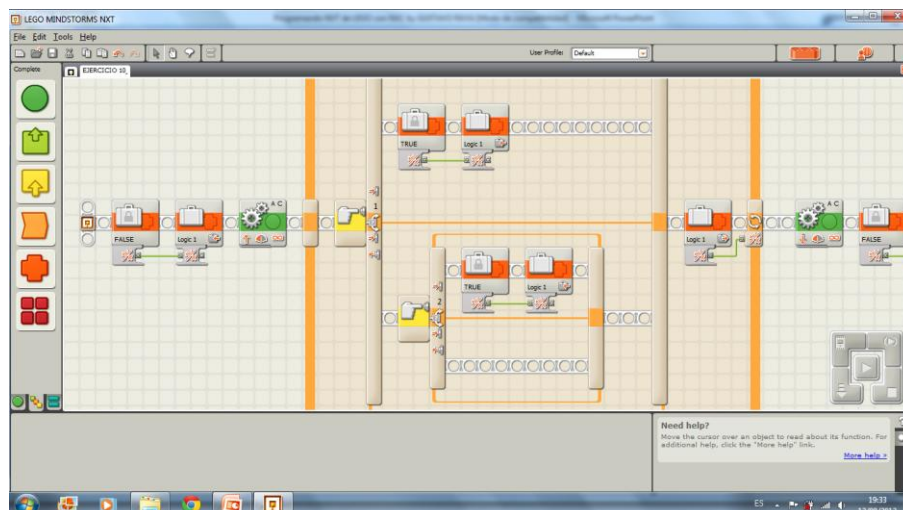 LEGO MINDSTORMS NXT
File Edit Tools Help
User Profile: Default
Complete
EJERCICIO 10_
TRUE
Logic 1
1
A C
A C
FALSE
Logic 1
Logic 1
FALSE
TRUE
Logic 1
2
Need help?
Move the cursor over an object to read about its function. For
additional help, click the "More help" link.
More help »
ES
19:33